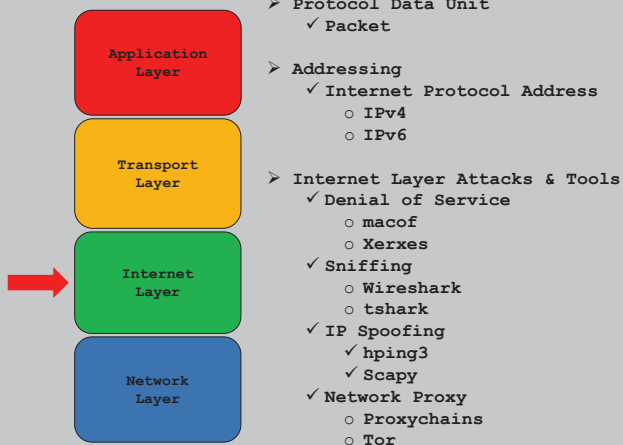 Application
Layer
Transport
Layer
Internet
Layer
Network
Layer
➢ Protocol Data Unit
✓ Packet
➢ Addressing
✓ Internet Protocol Address
o IPv4
o IPv6
➢ Internet Layer Attacks & Tools
✓ Denial of Service
o macof
o Xerxes
✓ Sniffing
o Wireshark
o tshark
✓ IP Spoofing
✓ hping3
✓ Scapy
✓ Network Proxy
o Proxychains
o Tor